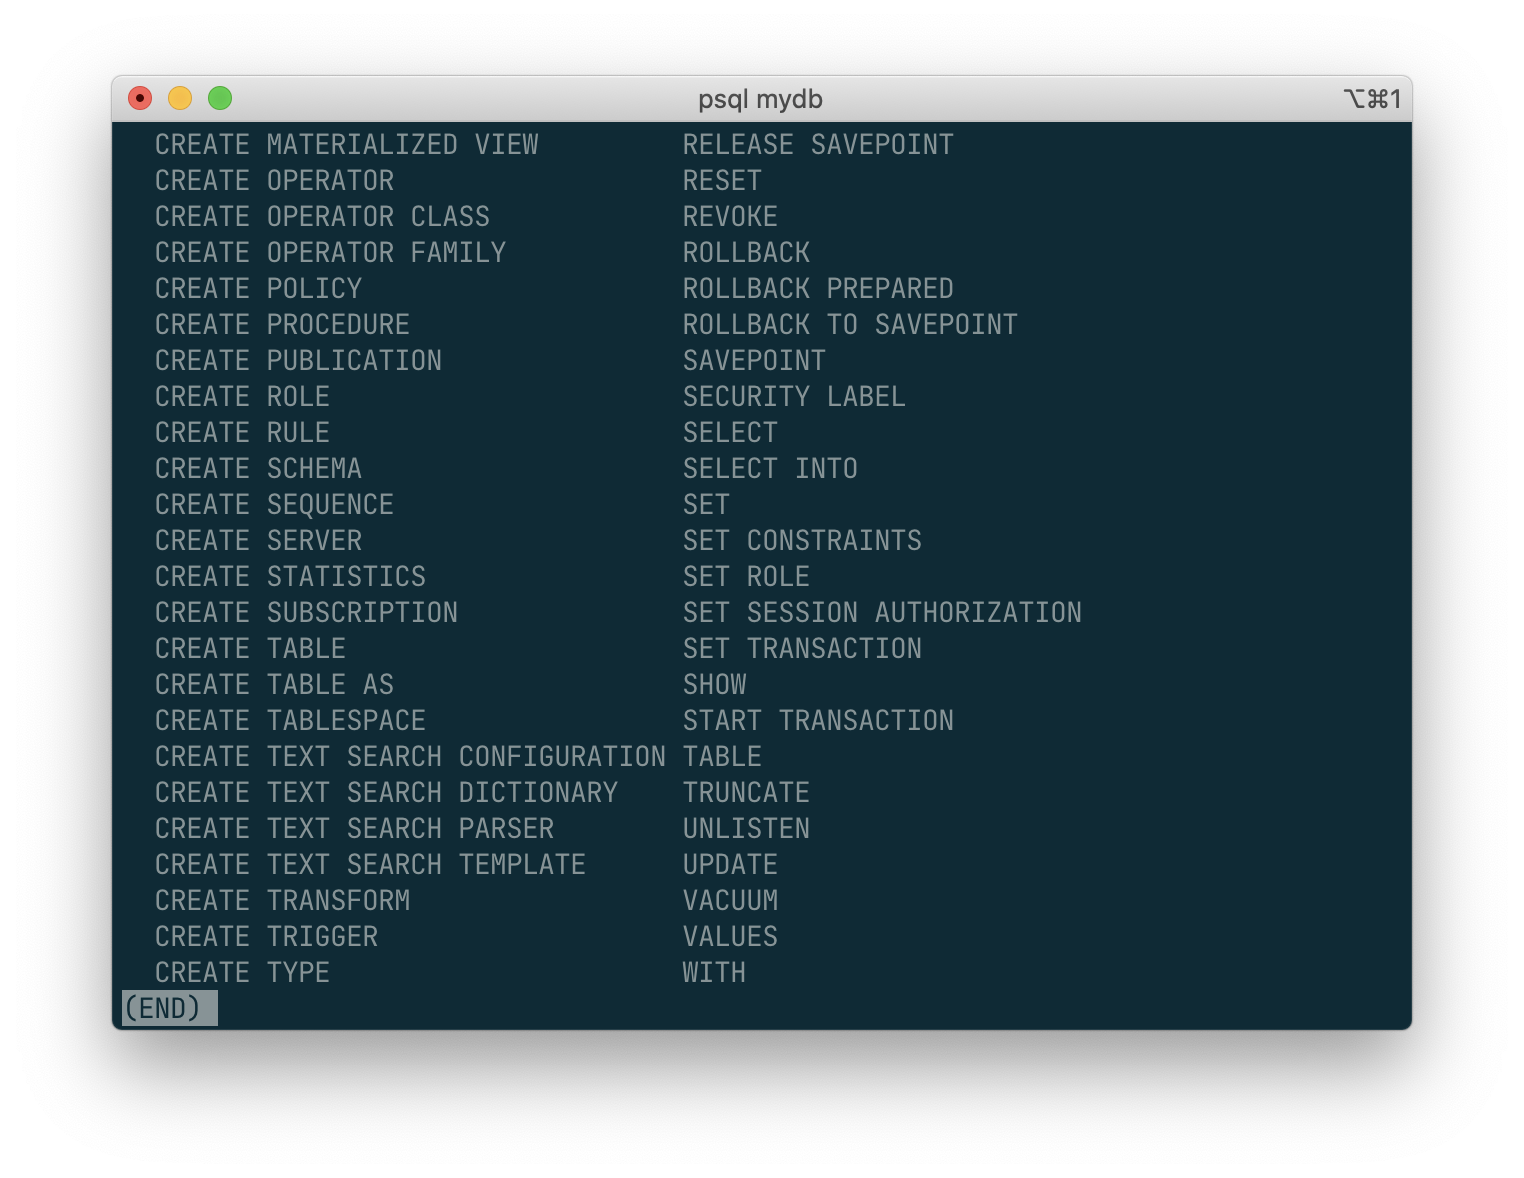 psql mydb ⌥⌘1
CREATE MATERIALIZED VIEW RELEASE SAVEPOINT
CREATE OPERATOR RESET
CREATE OPERATOR CLASS REVOKE
CREATE OPERATOR FAMILY ROLLBACK
CREATE POLICY ROLLBACK PREPARED
CREATE PROCEDURE ROLLBACK TO SAVEPOINT
CREATE PUBLICATION SAVEPOINT
CREATE ROLE SECURITY LABEL
CREATE RULE SELECT
CREATE SCHEMA SELECT INTO
CREATE SEQUENCE SET
CREATE SERVER SET CONSTRAINTS
CREATE STATISTICS SET ROLE
CREATE SUBSCRIPTION SET SESSION AUTHORIZATION
CREATE TABLE SET TRANSACTION
CREATE TABLE AS SHOW
CREATE TABLESPACE START TRANSACTION
CREATE TEXT SEARCH CONFIGURATION TABLE
CREATE TEXT SEARCH DICTIONARY TRUNCATE
CREATE TEXT SEARCH PARSER UNLISTEN
CREATE TEXT SEARCH TEMPLATE UPDATE
CREATE TRANSFORM VACUUM
CREATE TRIGGER VALUES
CREATE TYPE WITH
(END)